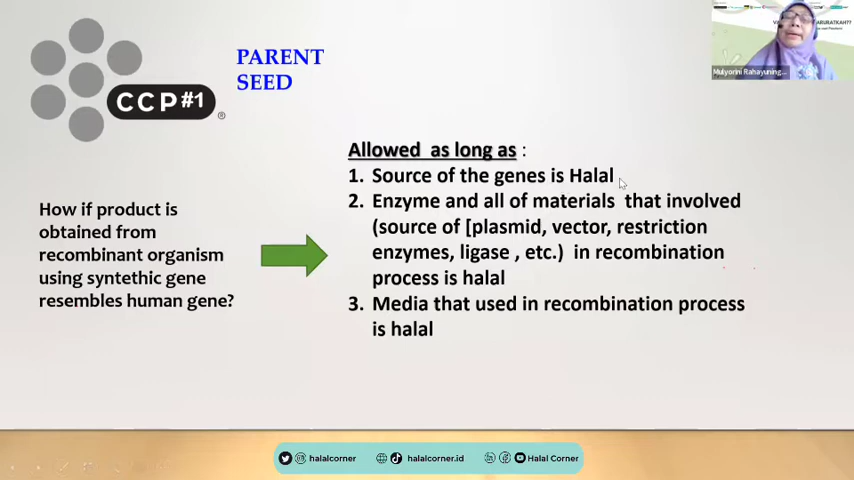 PARENT
SEED
CCP#1
®
Allowed as long as :
1. Source of the genes is Halal
2. Enzyme and all of materials that involved
(source of [plasmid, vector, restriction
enzymes, ligase , etc.) in recombination
process is halal
3. Media that used in recombination process
is halal
How if product is
obtained from
recombinant organism
using syntethic gene
resembles human gene?
Mulyorini Rahayuning...
halalcorner
halalcorner.id
Halal Corner